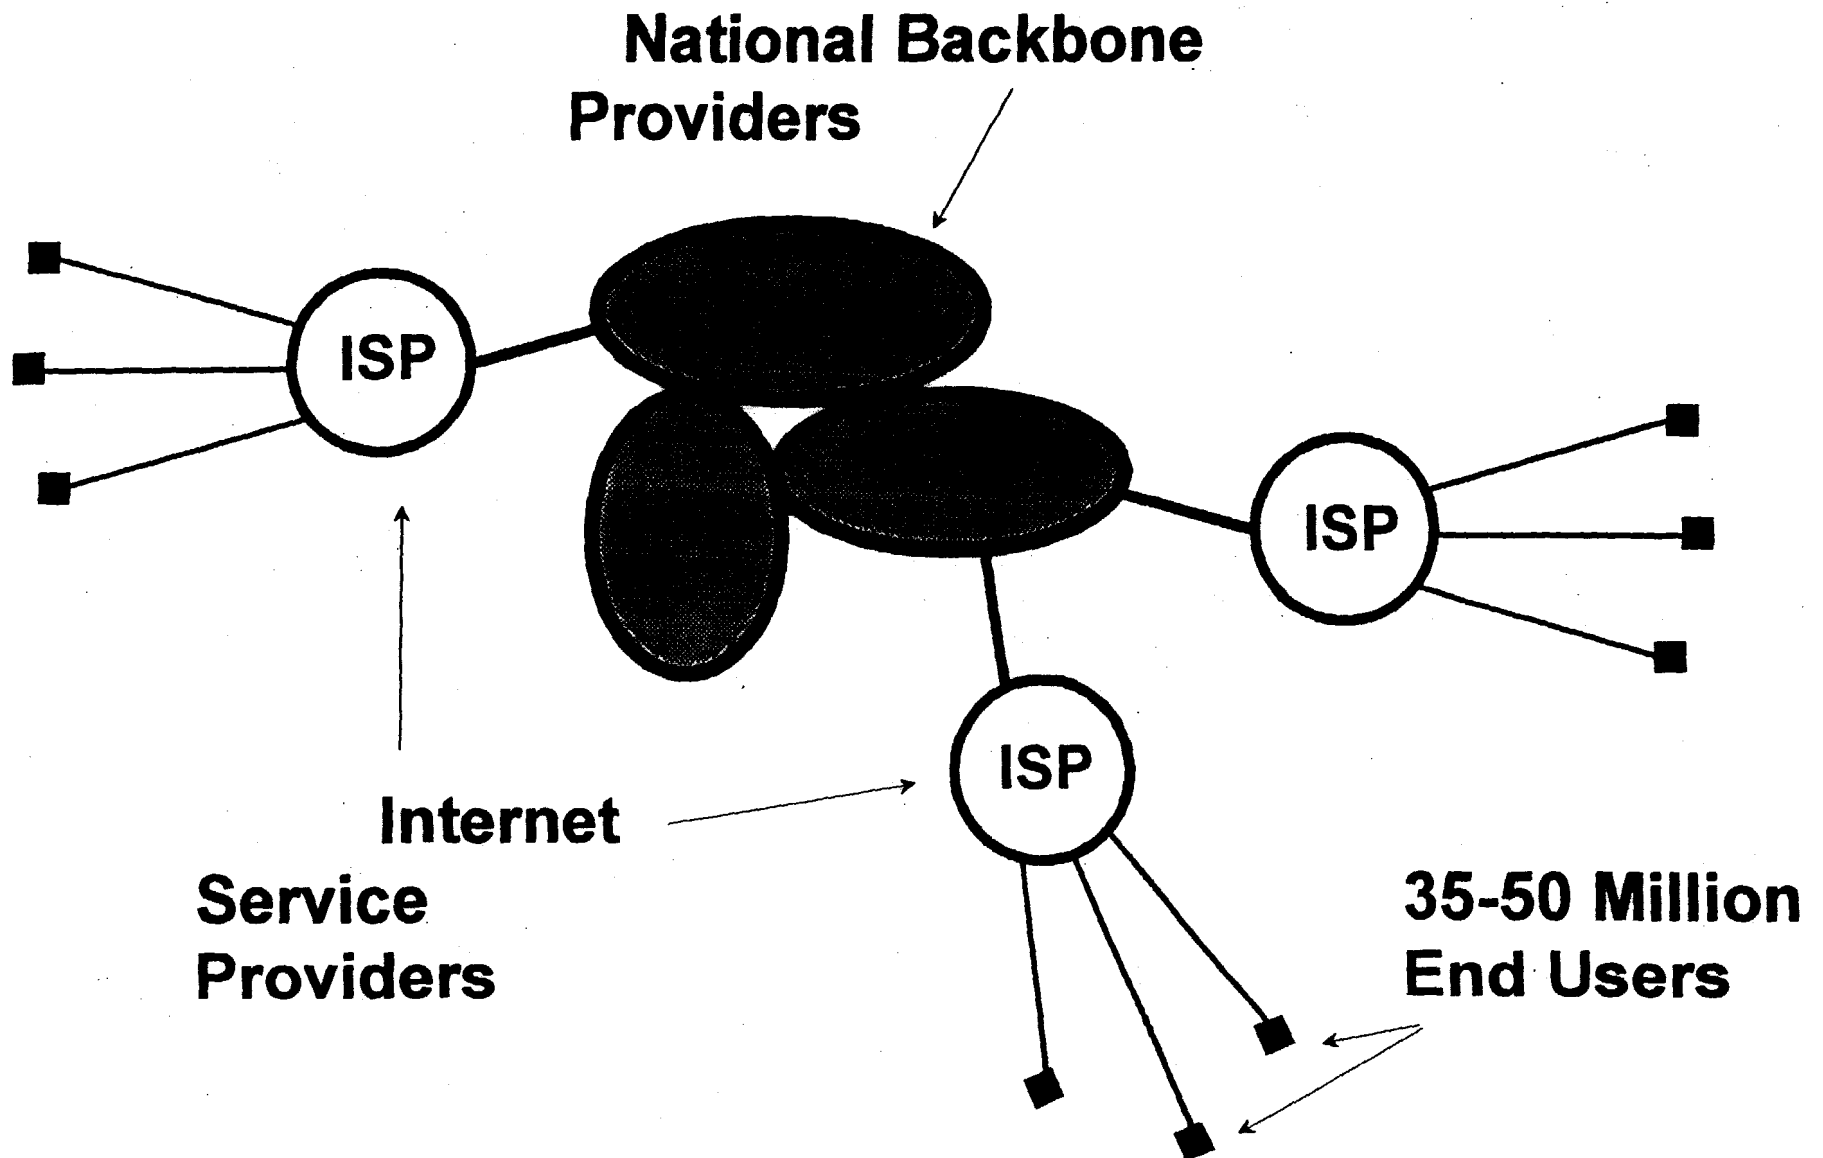 National Backbone
Providers
ISP
ISP
ISP
Internet
Service
Providers
35-50 Million
End Users